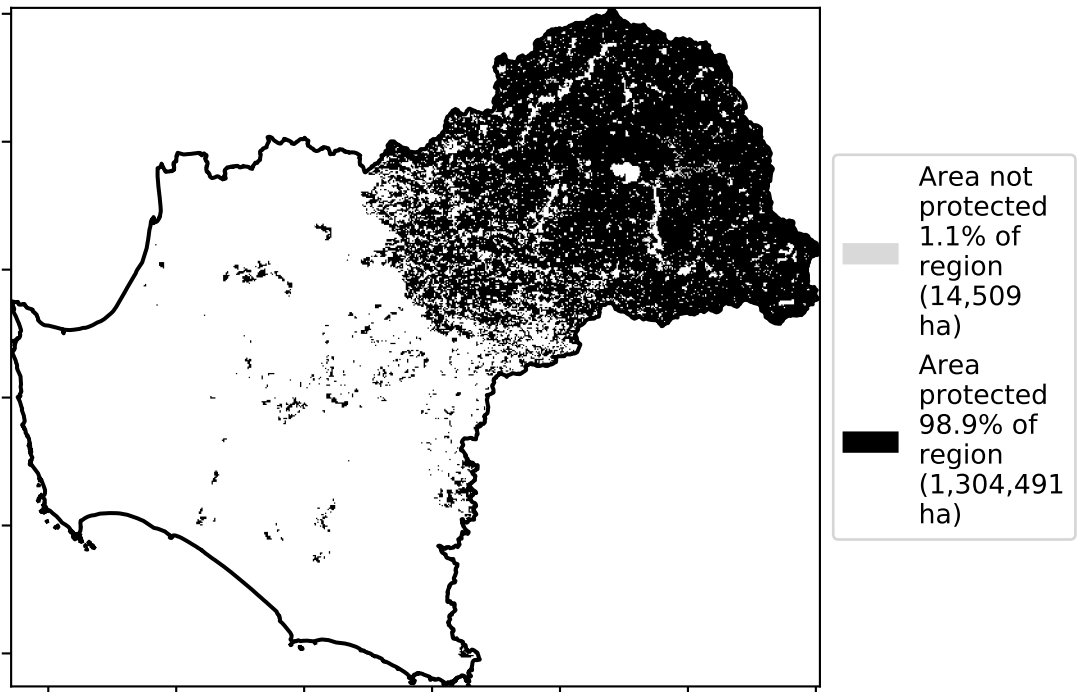 Area not
protected
1.1% of
region
(14,509
ha)
Area
protected
98.9% of
region
(1,304,491
ha)